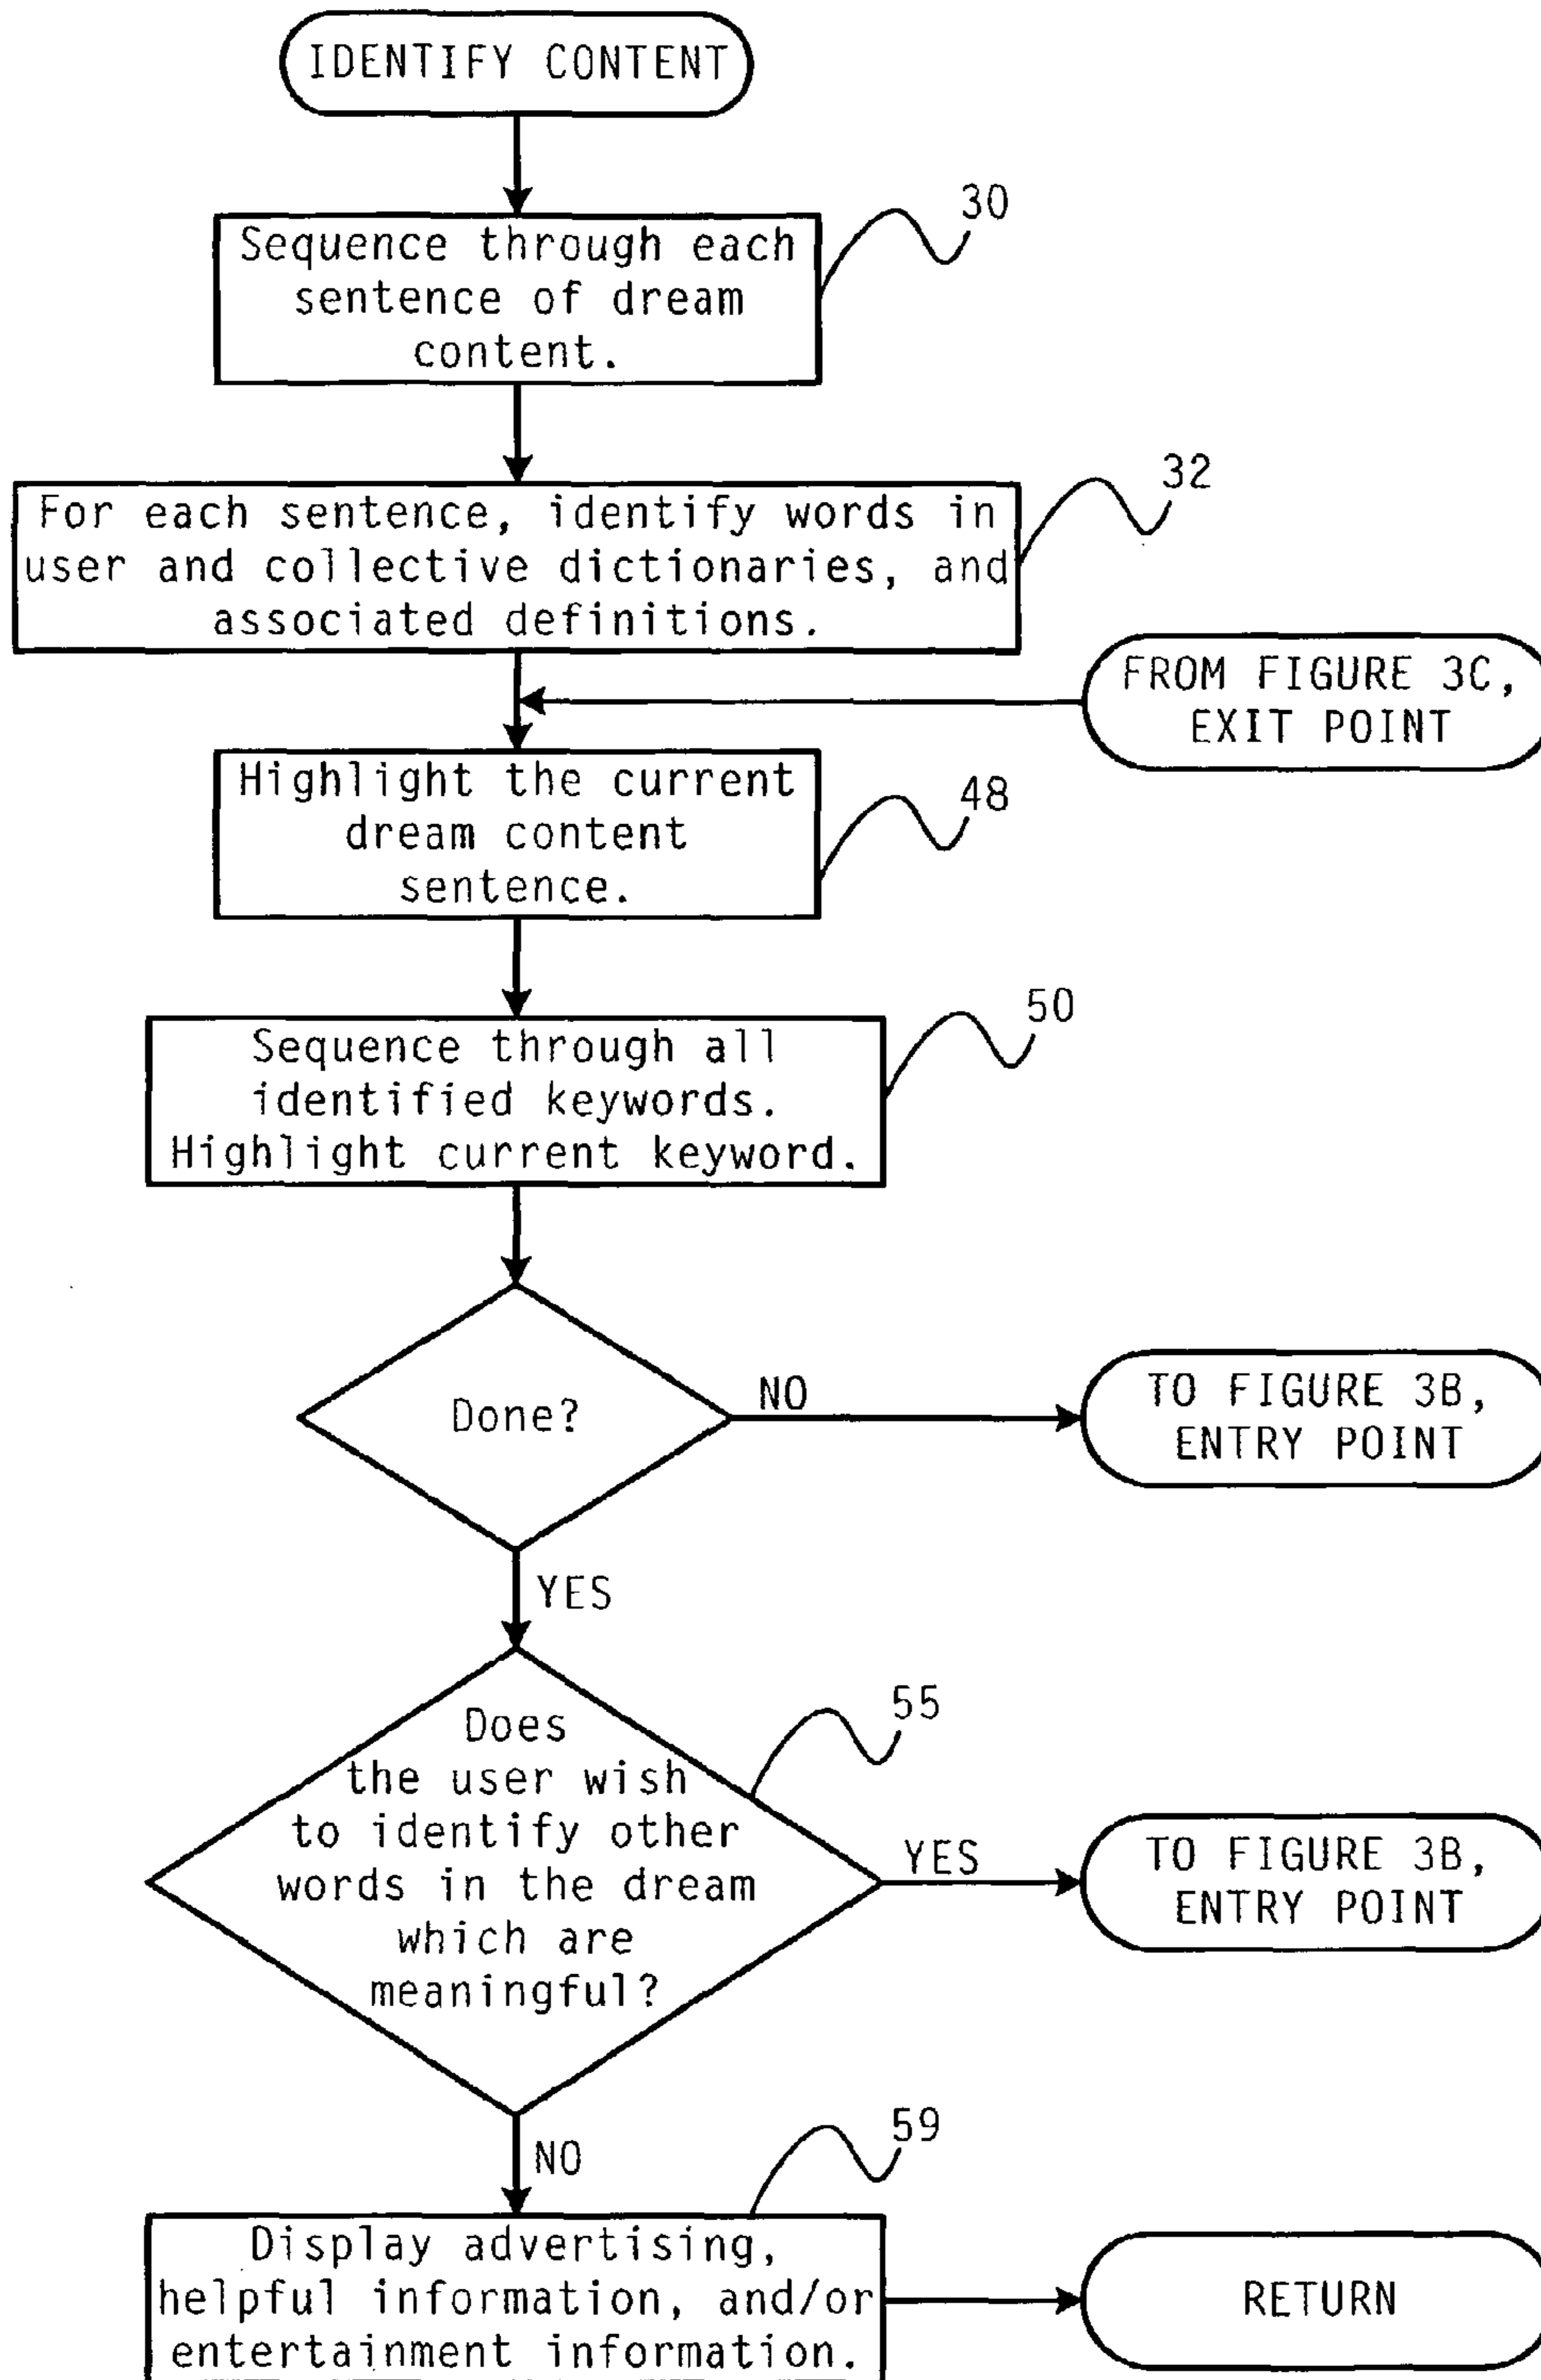 IDENTIFY CONTENT
30
Sequence through each
sentence of dream
content.
32
For each sentence, identify words in
user and collective dictionaries, and
associated definitions.
FROM FIGURE 3C,
EXIT POINT
Highlight the current
dream content
sentence.
48
50
Sequence through all
identified keywords.
Highlight current keyword.
Done?
NO
TO FIGURE 3B,
ENTRY POINT
YES
55
Does
the user wish
to identify other
words in the dream
which are
meaningful?
YES
TO FIGURE 3B,
ENTRY POINT
NO
59
Display advertising,
helpful information, and/or
entertainment information.
RETURN